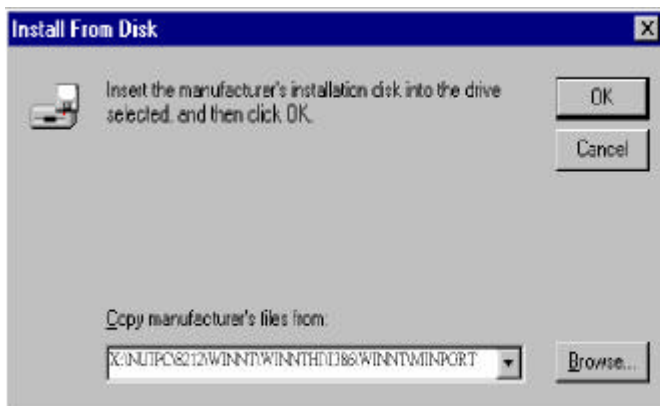 Install From Disk
Insert the manufacturer's installation disk into the drive
selected, and then click OK.
OK
Cancel
Copy manufacturer's files from:
Browse...